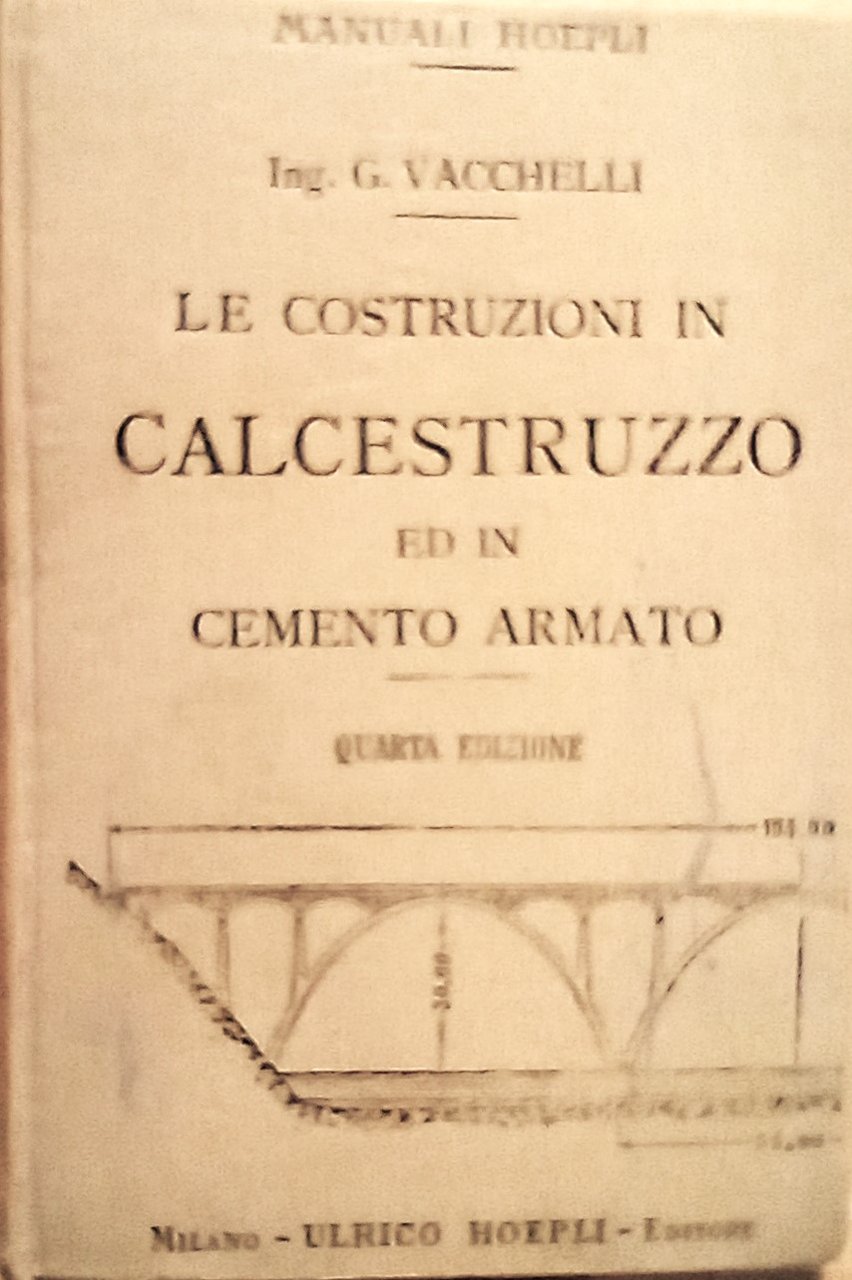 MANUALI HOEPLI
Ing. G. VACCHELLI
LE COSTRUZIONI IN
CALCESTRUZZO
ED IN
CEMENTO ARMATO
QUARTA EDIZIONE
MILANO - ULRICO HOEPLI - EDITORE